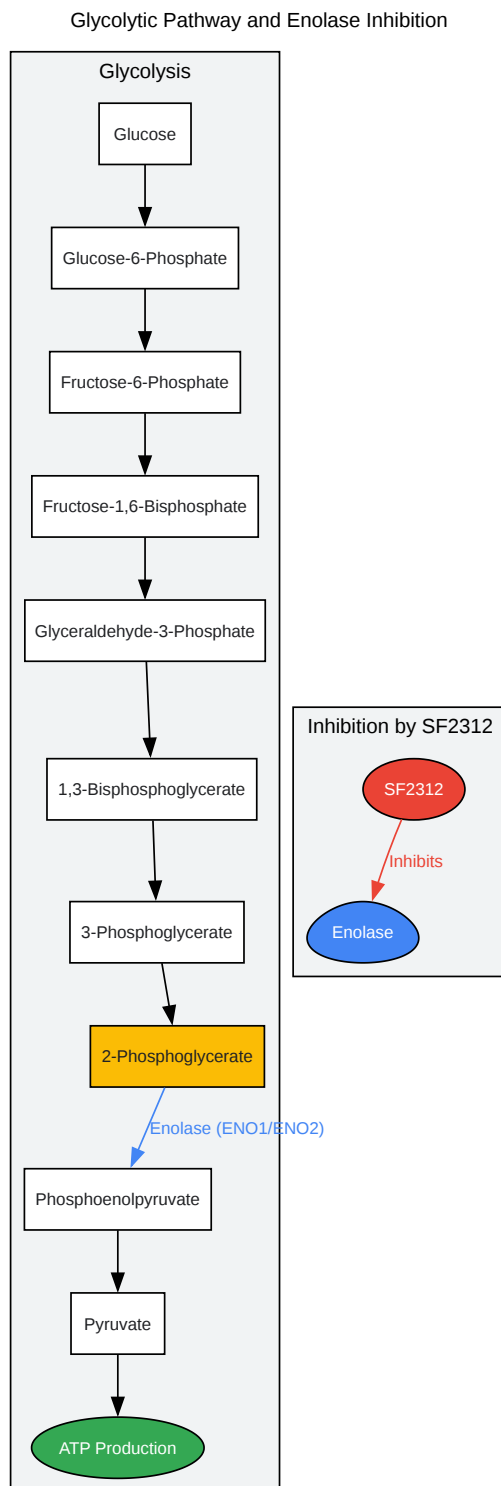 Glycolytic Pathway and Enolase Inhibition
Glycolysis
Glucose
Glucose-6-Phosphate
Fructose-6-Phosphate
Fructose-1,6-Bisphosphate
Glyceraldehyde-3-Phosphate
1,3-Bisphosphoglycerate
3-Phosphoglycerate
2-Phosphoglycerate
Enolase (ENO1/ENO2)
Phosphoenolpyruvate
Pyruvate
ATP Production
Inhibition by SF2312
SF2312
Inhibits
Enolase